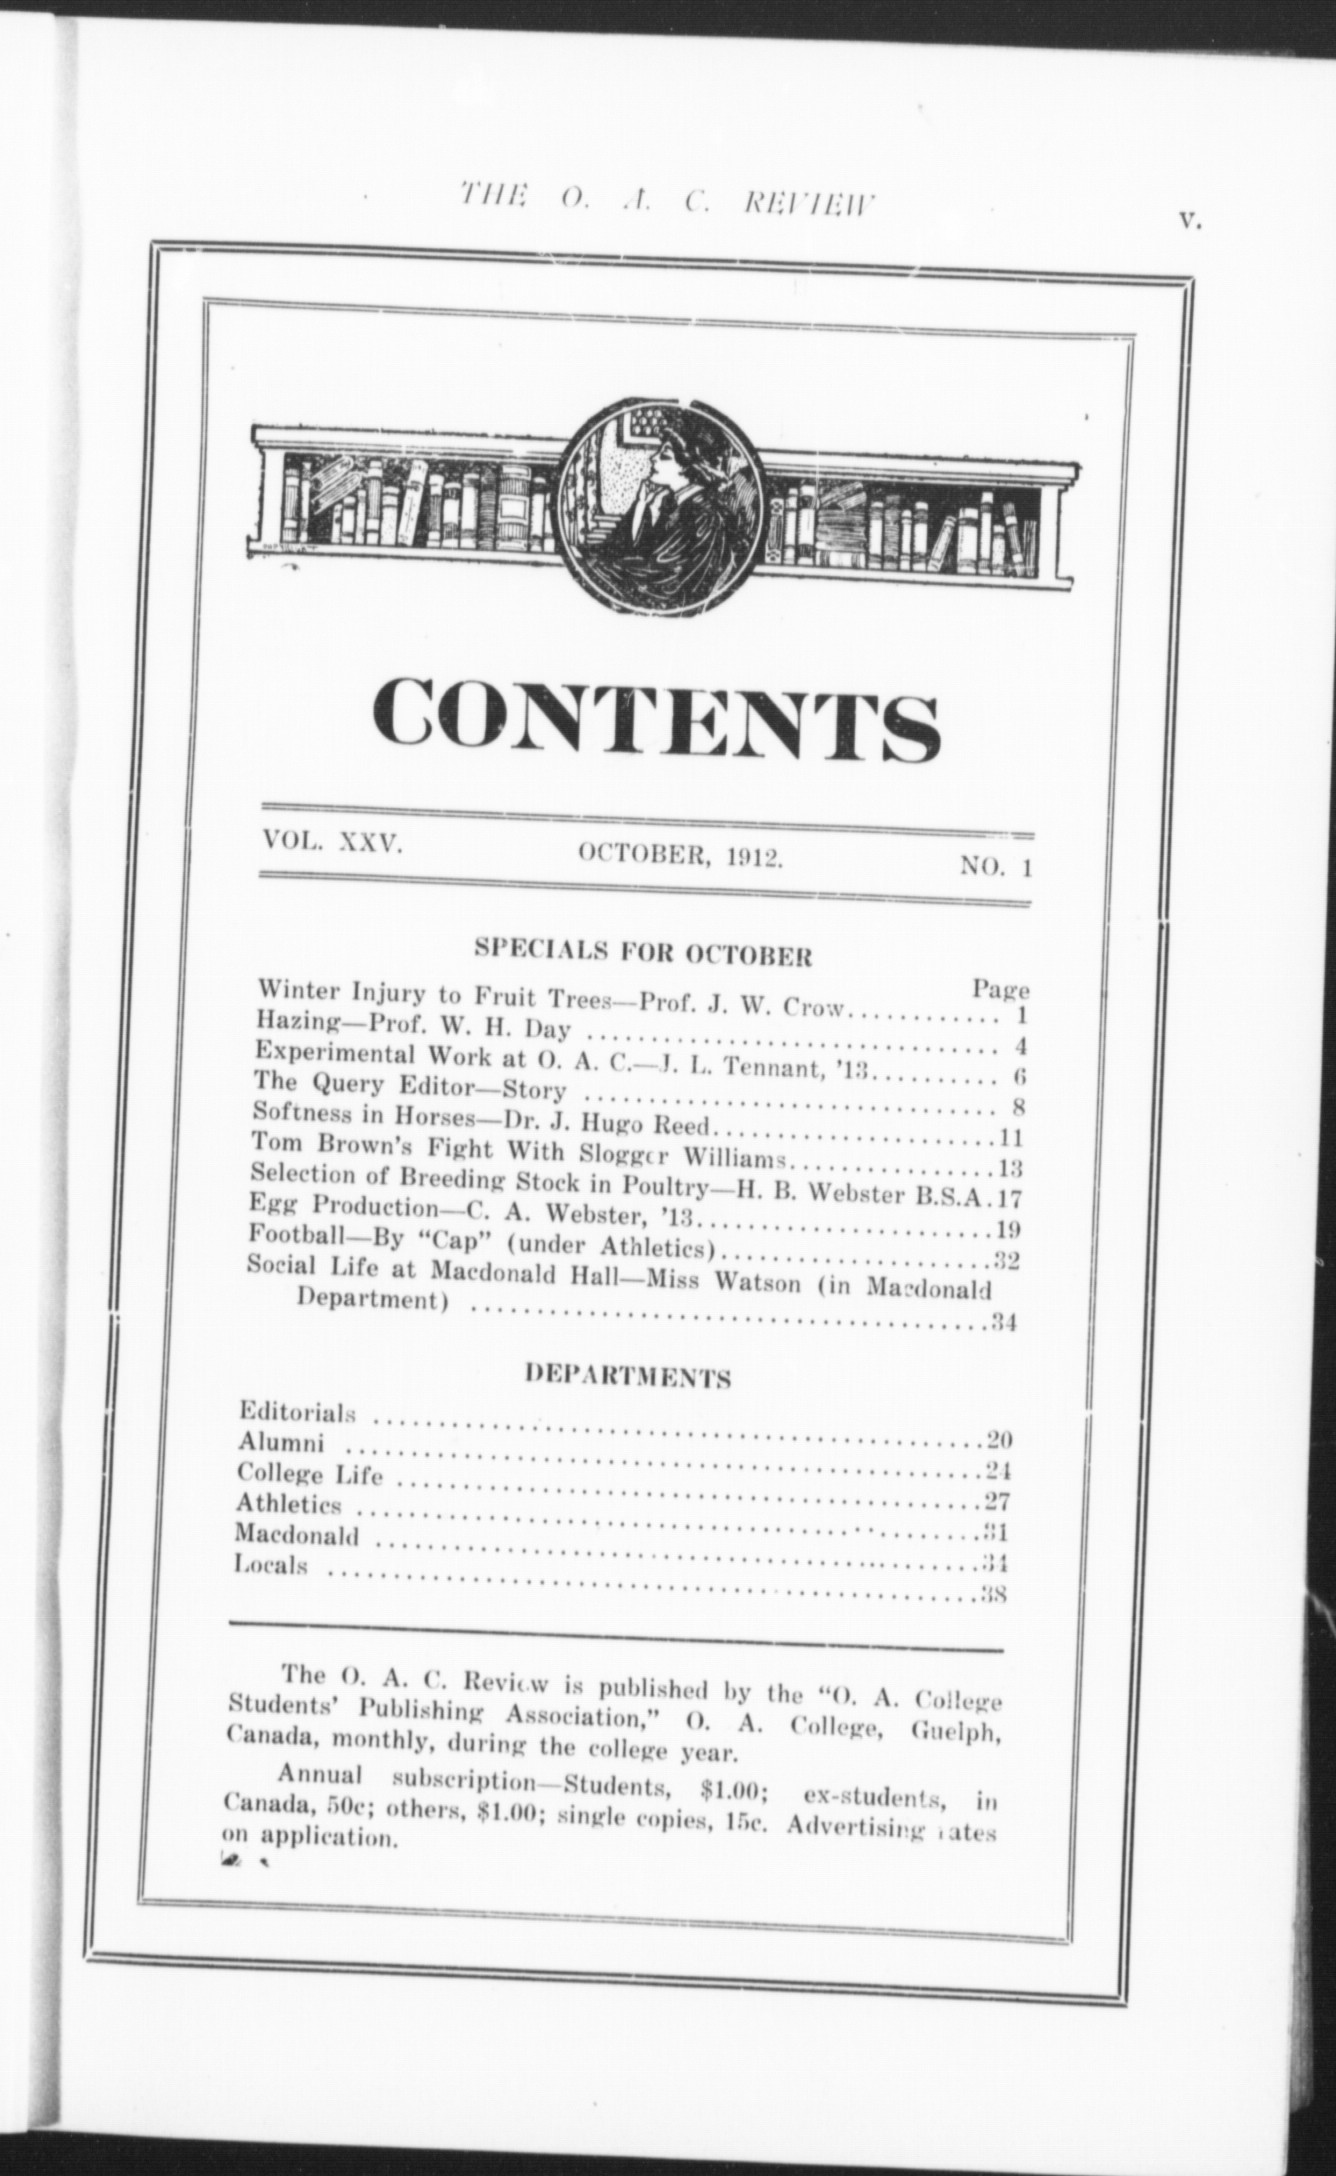 THE O. A. C. REVIEW
v.
CONTENTS
VOL. XXV. OCTOBER, 1912. NO. 1
SPECIALS FOR OCTOBER
Page
Winter Injury to Fruit Trees—Prof. J. W. Crow............ 1
Hazing—Prof. W. H. Day ................................ 4
Experimental Work at O. A. C.—J. L. Tennant, '13.......... 6
The Query Editor—Story ................................ 8
Softness in Horses—Dr. J. Hugo Reed......................11
Tom Brown's Fight With Slogger Williams................13
Selection of Breeding Stock in Poultry—H. B. Webster B.S.A.17
Egg Production—C. A. Webster, '13.......................19
Football—By "Cap" (under Athletics).....................32
Social Life at Macdonald Hall—Miss Watson (in Macdonald
Department) ........................................34
DEPARTMENTS
Editorials ...............................................20
Alumni .................................................24
College Life .............................................27
Athletics ................................................31
Macdonald ..............................................34
Locals ..................................................38
The O. A. C. Review is published by the "O. A. College
Students' Publishing Association," O. A. College, Guelph,
Canada, monthly, during the college year.
Annual subscription—Students, $1.00; ex-students, in
Canada, 50c; others, $1.00; single copies, 15c. Advertising rates
on application.